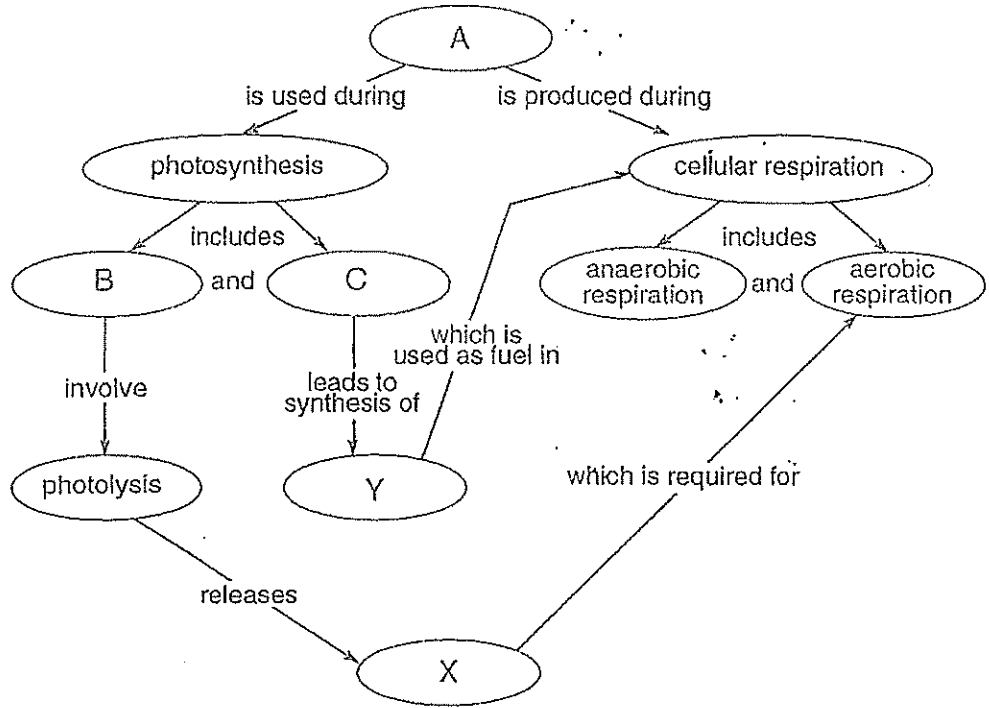 A
is used during
is produced during
photosynthesis
cellular respiration
includes
B
and
C
includes
anaerobic
respiration
and
aerobic
respiration
which is
used as fuel in
involve
leads to
synthesis of
photolysis
Y
which is required for
releases
X